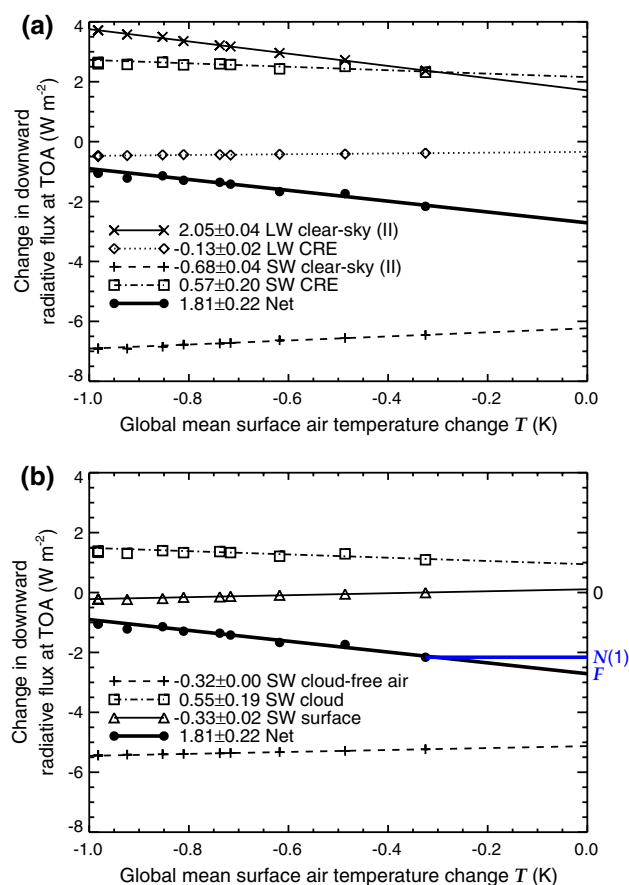 (a)
4
2
0
-2
-4
-6
-8
Change in downward
radiative flux at TOA (W m⁻²)
2.05±0.04 LW clear-sky (II)
-0.13±0.02 LW CRE
-0.68±0.04 SW clear-sky (II)
0.57±0.20 SW CRE
1.81±0.22 Net
-1.0 -0.8 -0.6 -0.4 -0.2 0.0
Global mean surface air temperature change T (K)
(b)
4
2
0
-2
-4
-6
-8
Change in downward
radiative flux at TOA (W m⁻²)
-0.32±0.00 SW cloud-free air
0.55±0.19 SW cloud
-0.33±0.02 SW surface
1.81±0.22 Net
0
N(1)
F
-1.0 -0.8 -0.6 -0.4 -0.2 0.0
Global mean surface air temperature change T (K)